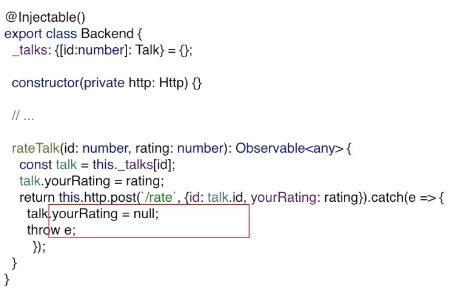 @Injectable()
export class Backend {
_talks: {[id:number]: Talk} = {};
constructor(private http: Http) {}
// ...
rateTalk(id: number, rating: number): Observable<any> {
const talk = this._talks[id];
talk.yourRating = rating;
return this.http.post(`/rate`, {id: talk.id, yourRating: rating}).catch(e => {
talk.yourRating = null;
throw e;
});
}
}